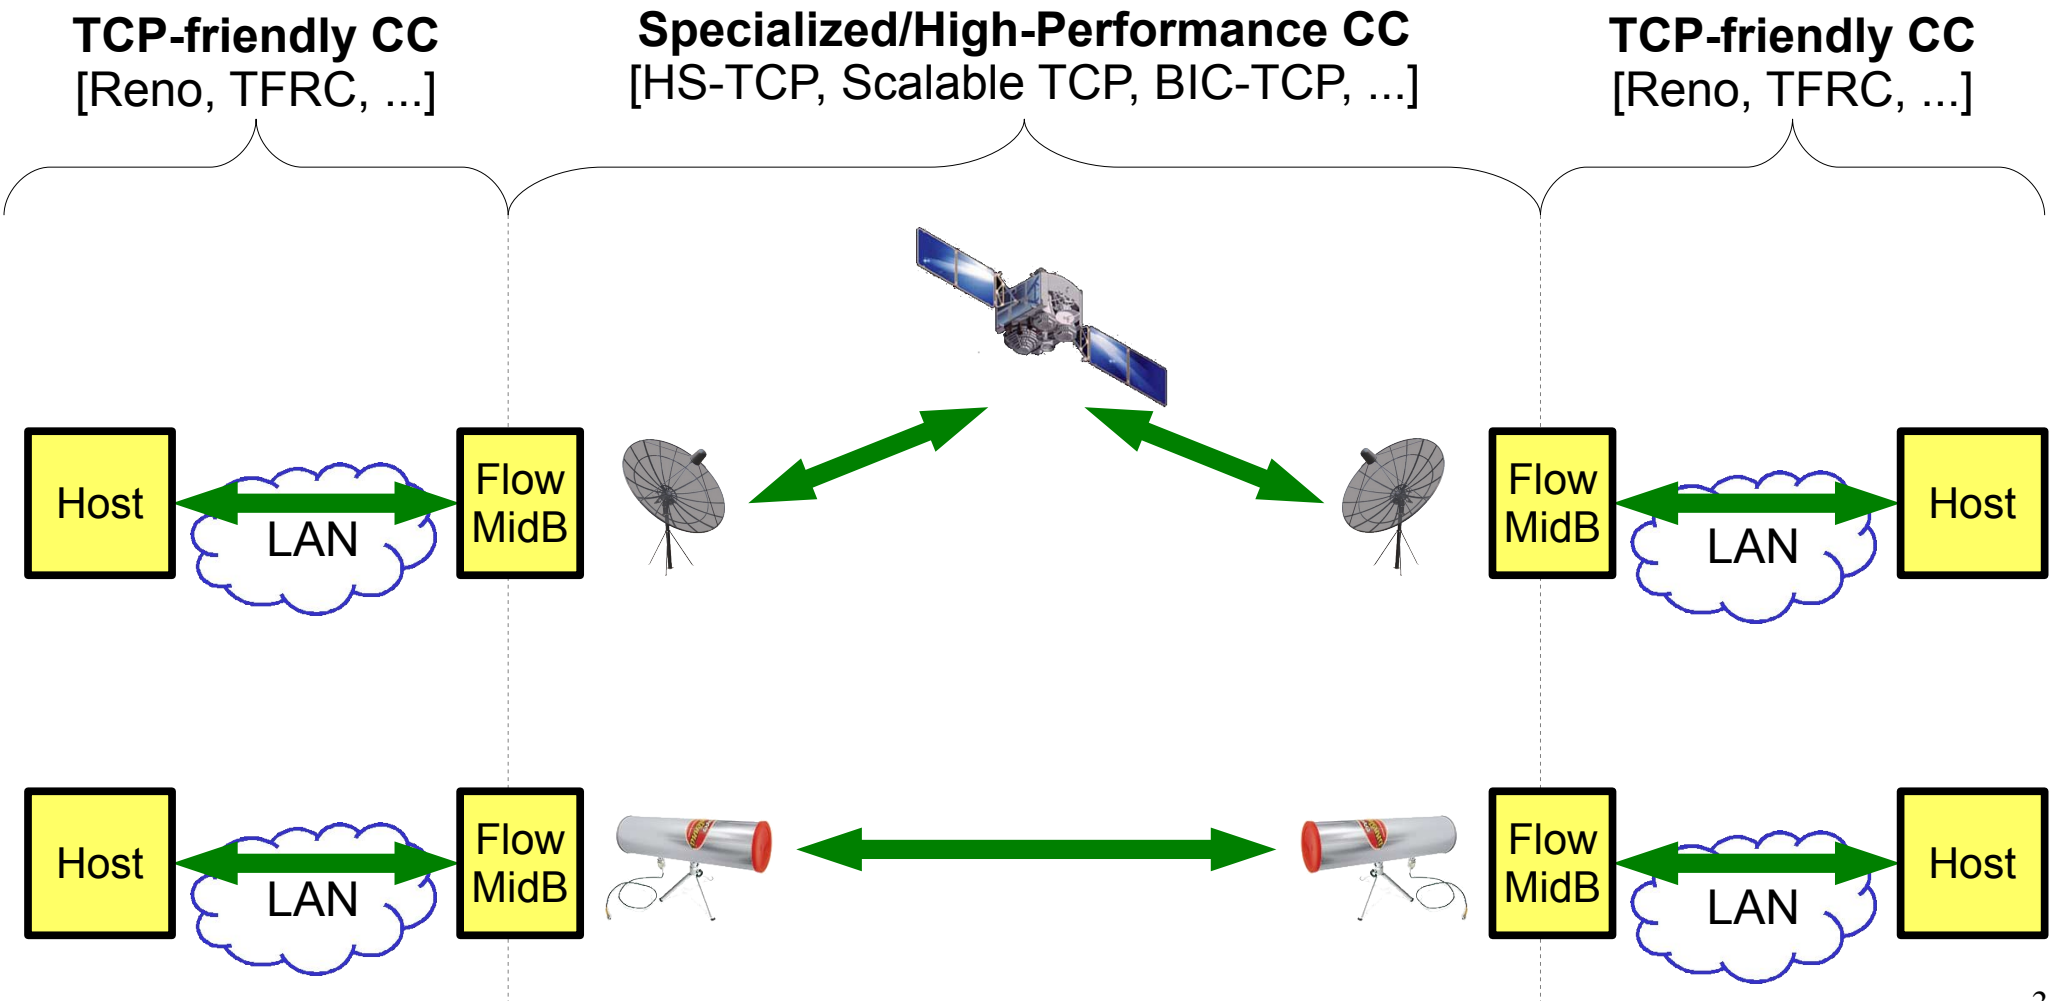 TCP-friendly CC
[Reno, TFRC, ...]
Specialized/High-Performance CC
[HS-TCP, Scalable TCP, BIC-TCP, ...]
TCP-friendly CC
[Reno, TFRC, ...]
Host
LAN
Flow
MidB
Flow
MidB
LAN
Host
Host
LAN
Flow
MidB
Flow
MidB
LAN
Host